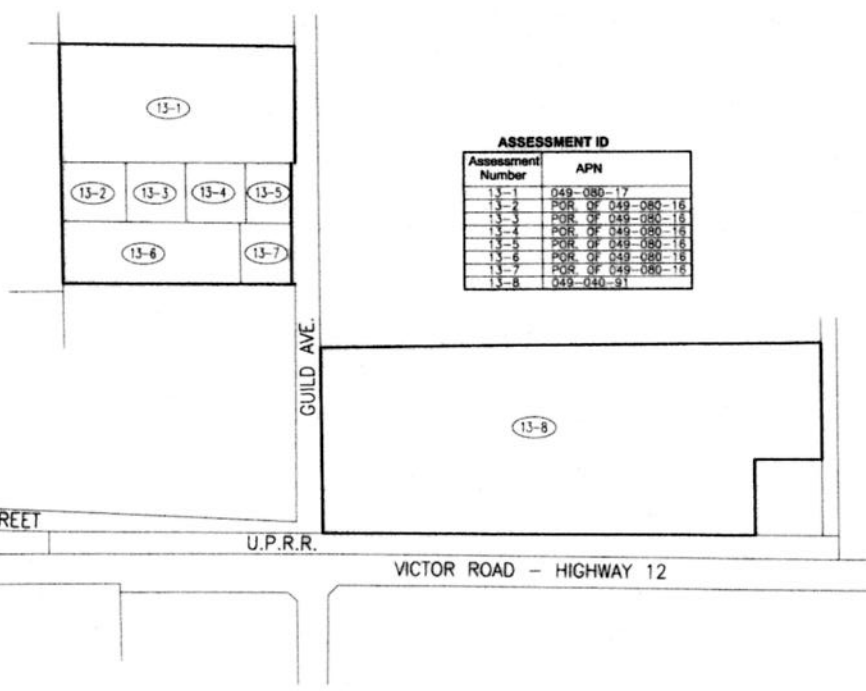 13-1
ASSESSMENT ID
Assessment Number APN
13-1 049-080-17
13-2 POR. OF 049-080-16
13-3 POR. OF 049-080-16
13-4 POR. OF 049-080-16
13-5 POR. OF 049-080-16
13-6 POR. OF 049-080-16
13-7 POR. OF 049-080-16
13-8 049-040-91
13-2 13-3 13-4 13-5
13-6 13-7
GUILD AVE.
13-8
REET
U.P.R.R.
VICTOR ROAD - HIGHWAY 12